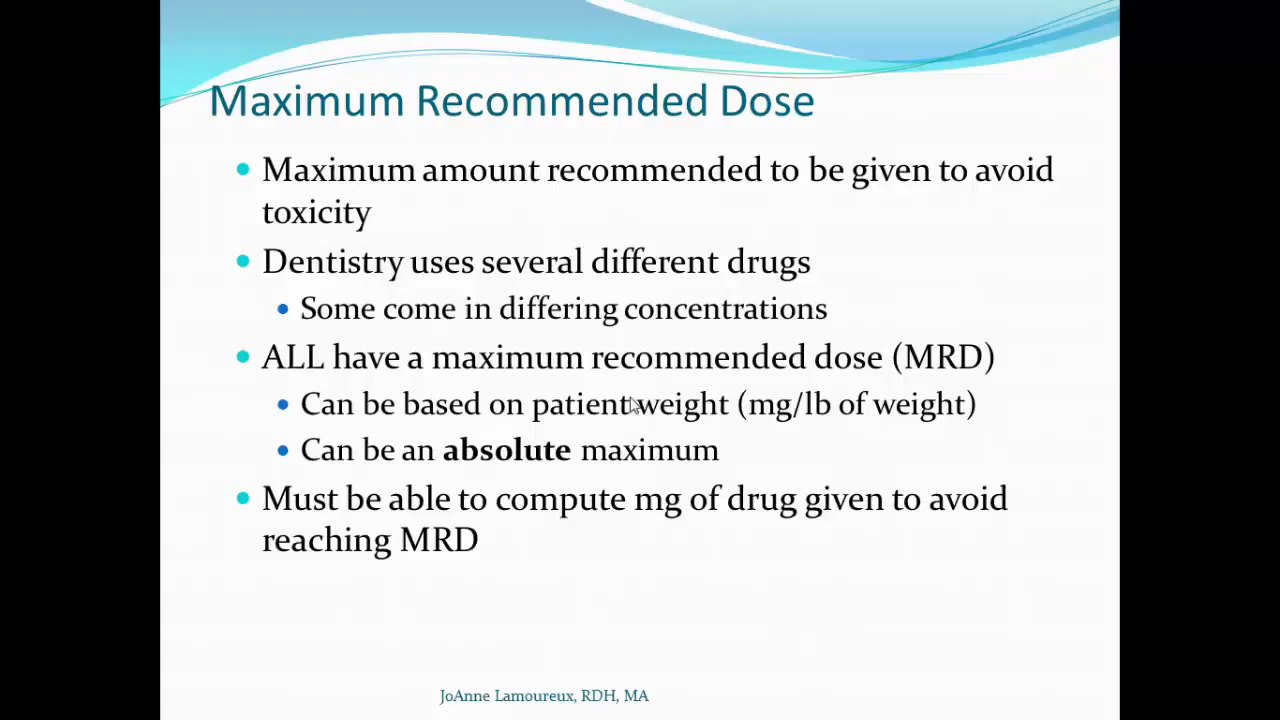 Maximum Recommended Dose
• Maximum amount recommended to be given to avoid
toxicity
• Dentistry uses several different drugs
• Some come in differing concentrations
• ALL have a maximum recommended dose (MRD)
• Can be based on patient weight (mg/lb of weight)
• Can be an absolute maximum
• Must be able to compute mg of drug given to avoid
reaching MRD
JoAnne Lamoureux, RDH, MA